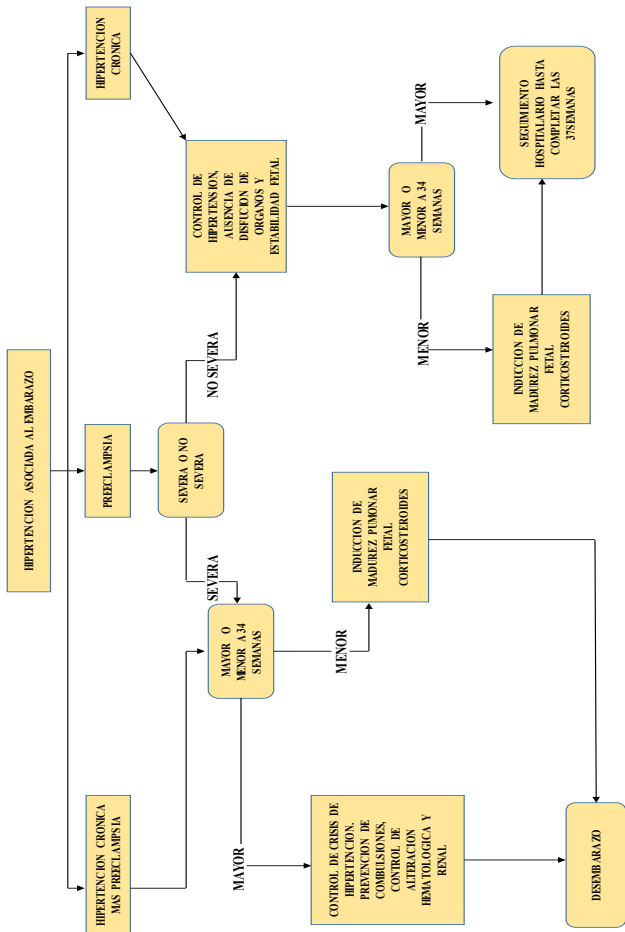 HIPERTENCION ASOCIADA AL EMBARAZO
HIPERTENCION CRONICA
MAS PREECLAMPSIA
PREECLAMPSIA
HIPERTENCION
CRONICA
SEVERA O NO
SEVERA
SEVERA
NO SEVERA
MAYOR O
MENOR A 34
SEMANAS
CONTROL DE
HIPERTENSION,
AUSENCIA DE
DISFUCION DE
ORGANOS Y
ESTABILIDAD FETAL
MAYOR
MENOR
CONTROL DE CRISIS DE
HIPERTENCION.
PREVENCION DE
COMBULSIONES,
CONTROL DE
ALTERACION
HEMATOLOGICA Y
RENAL
INDUCCION DE
MADUREZ PUMONAR
FETAL
CORTICOSTEROIDES
MAYOR O
MENOR A 34
SEMANAS
MENOR
MAYOR
INDUCCION DE
MADUREZ PULMONAR
FETAL
CORTICOSTEROIDES
SEGUIMIENTO
HOSPITALARIO HASTA
COMPLETAR LAS
37SEMANAS
DESEMBARAZO